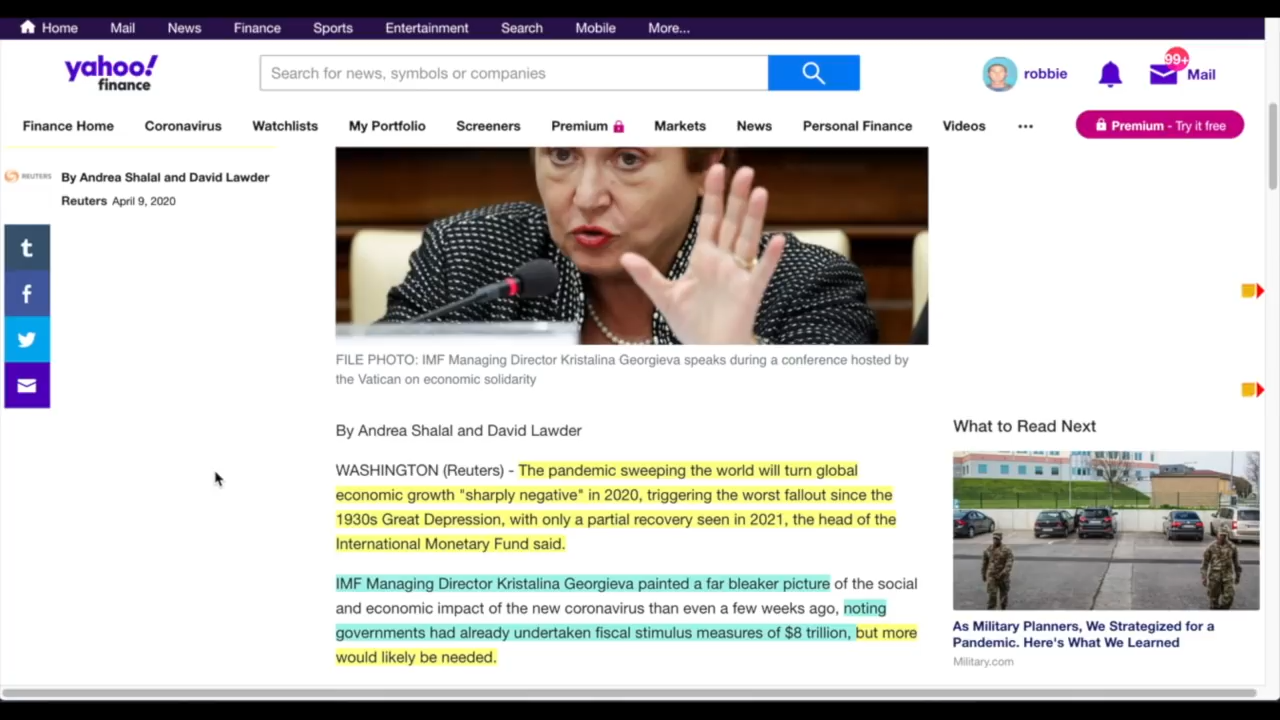 Home Mail News Finance Sports Entertainment Search Mobile More...
yahoo!
finance
Search for news, symbols or companies
robbie
99+
Mail
Finance Home Coronavirus Watchlists My Portfolio Screeners Premium Markets News Personal Finance Videos ••• Premium - Try it free
REUTERS
By Andrea Shalal and David Lawder
Reuters April 9, 2020
FILE PHOTO: IMF Managing Director Kristalina Georgieva speaks during a conference hosted by
the Vatican on economic solidarity
By Andrea Shalal and David Lawder
WASHINGTON (Reuters) - The pandemic sweeping the world will turn global
economic growth "sharply negative" in 2020, triggering the worst fallout since the
1930s Great Depression, with only a partial recovery seen in 2021, the head of the
International Monetary Fund said.
IMF Managing Director Kristalina Georgieva painted a far bleaker picture of the social
and economic impact of the new coronavirus than even a few weeks ago, noting
governments had already undertaken fiscal stimulus measures of $8 trillion, but more
would likely be needed.
What to Read Next
As Military Planners, We Strategized for a
Pandemic. Here's What We Learned
Military.com